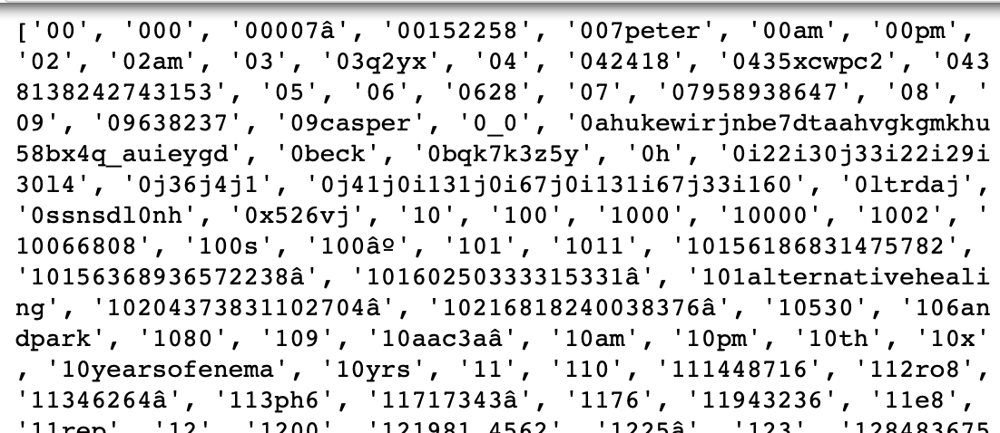 ['00', '000', '00007â', '00152258', '007peter', '00am', '00pm',
'02', '02am', '03', '03q2yx', '04', '042418', '0435xcwpc2', '043
8138242743153', '05', '06', '0628', '07', '07958938647', '08', '
09', '09638237', '09casper', '0_0', '0ahukewirjnbe7dtaahvgkgmkhu
58bx4q_auieygd', '0beck', '0bqk7k3z5y', '0h', '0i22i30j33i22i29i
30l4', '0j36j4j1', '0j41j0i131j0i67j0i131i67j33i160', '0ltrdaj',
'0ssnsdl0nh', '0x526vj', '10', '100', '1000', '10000', '1002', '
10066808', '100s', '100âº', '101', '1011', '101561868314​75782',
'10156368936572238â', '10160250333315331â', '101alternativeheali
ng', '10204373831102704â', '10216818240038376â', '10530', '106an
dpark', '1080', '109', '10aac3aâ', '10am', '10pm', '10th', '10x'
, '10yearsofenema', '10yrs', '11', '110', '111448716', '112ro8',
'11346264â', '113ph6', '11717343â', '1176', '11943236', '11e8',
'11rep', '12', '1200', '121981_4562', '1225â', '123', '128483675